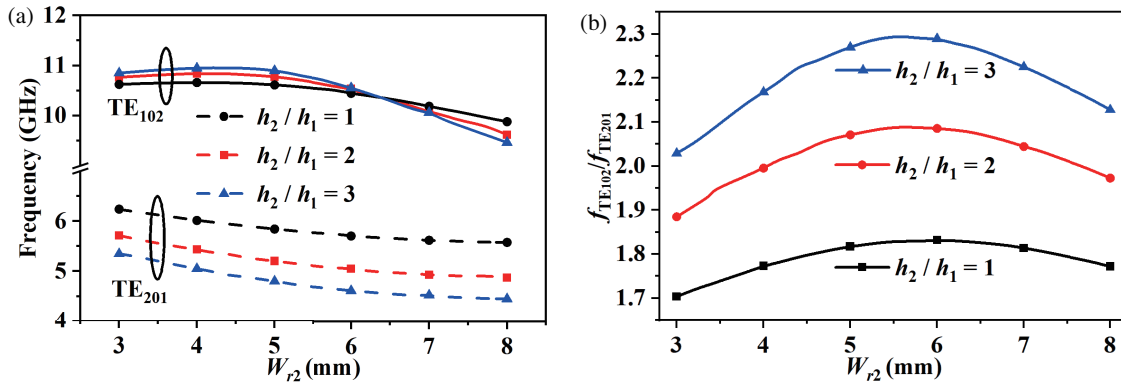 (a)
12
11
10
6
5
4
Frequency (GHz)
TE102
TE201
h2 / h1 = 1
h2 / h1 = 2
h2 / h1 = 3
3 4 5 6 7 8
Wr2 (mm)
(b)
2.3
2.2
2.1
2.0
1.9
1.8
1.7
fTE102/fTE201
h2 / h1 = 3
h2 / h1 = 2
h2 / h1 = 1
3 4 5 6 7 8
Wr2 (mm)